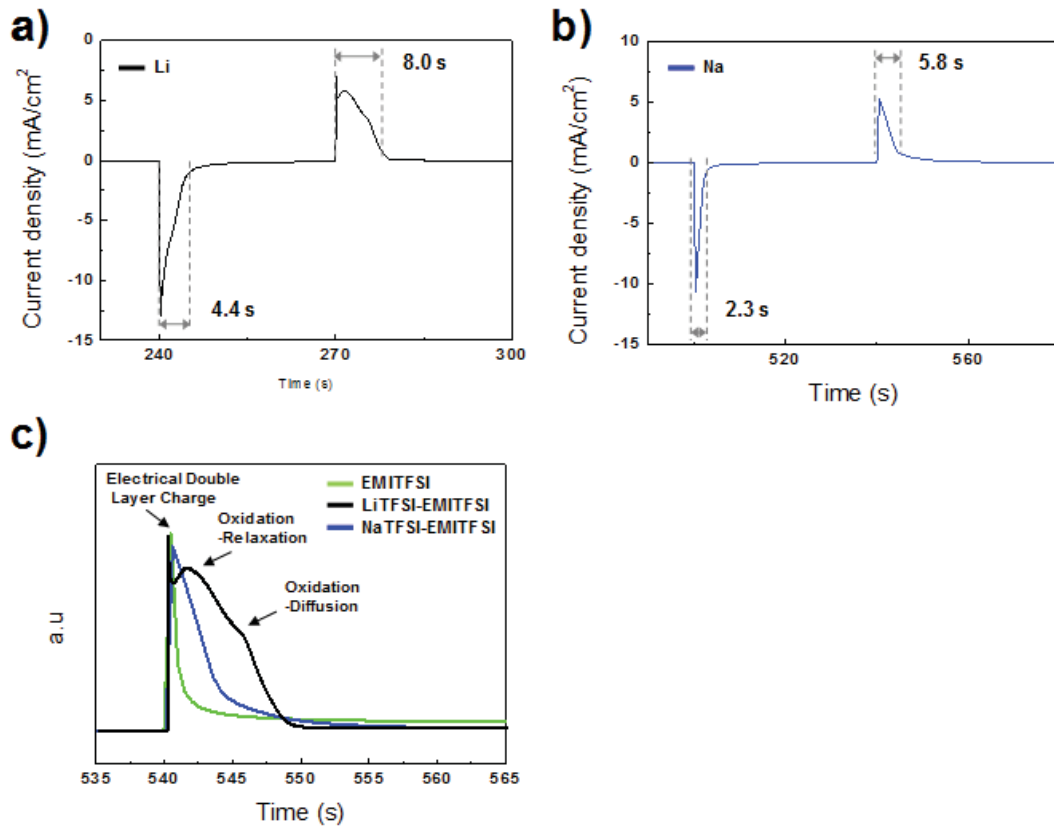 a)
Li
8.0 s
4.4 s
0
5
0
-5
-10
-15
Current density (mA/cm²)
240
270
300
Time (s)
b)
Na
5.8 s
2.3 s
10
5
0
-5
-10
-15
Current density (mA/cm²)
520
560
Time (s)
c)
Electrical Double
Layer Charge
Oxidation
-Relaxation
Oxidation
-Diffusion
EMITFSI
LiTFSI-EMITFSI
NaTFSI-EMITFSI
a.u
535
540
545
550
555
560
565
Time (s)